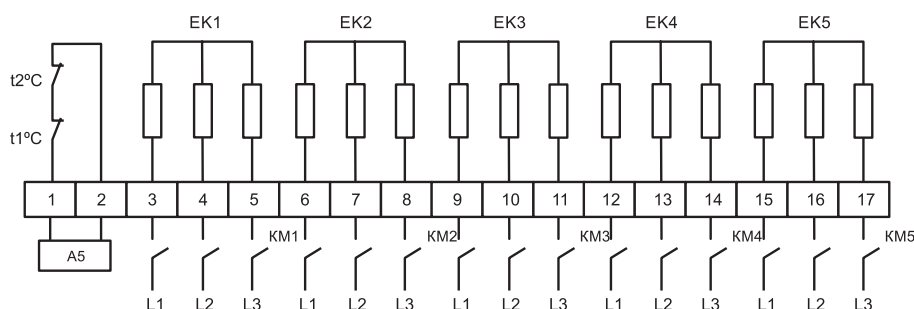 EK1 EK2 EK3 EK4 EK5
t2ºC
t1ºC
1 2 3 4 5 6 7 8 9 10 11 12 13 14 15 16 17
KM1 KM2 KM3 KM4 KM5
A5
L1 L2 L3 L1 L2 L3 L1 L2 L3 L1 L2 L3 L1 L2 L3